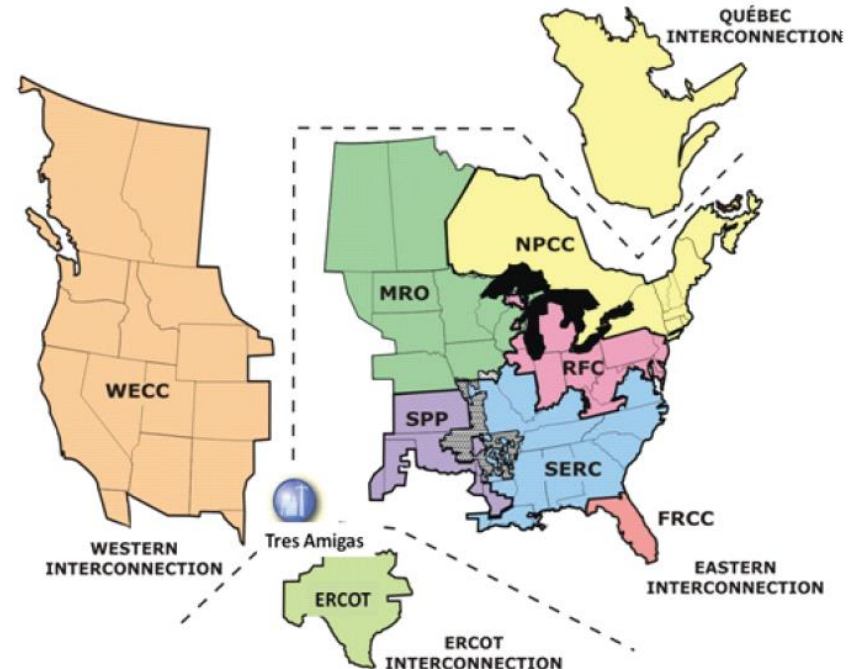 QUÉBEC
INTERCONNECTION
NPCC
MRO
RFC
WECC
SPP
SERC
FRCC
Tres Amigas
WESTERN
INTERCONNECTION
EASTERN
INTERCONNECTION
ERCOT
ERCOT
INTERCONNECTION